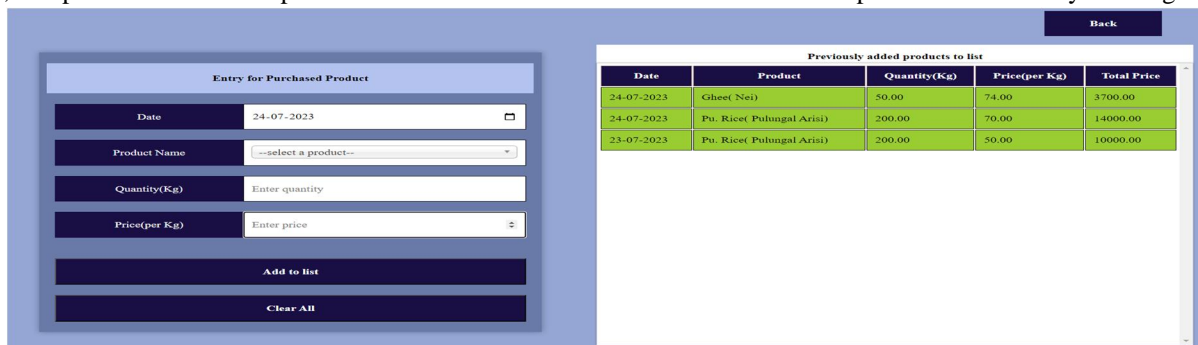 Back
Entry for Purchased Product
Date 24-07-2023
Product Name --select a product--
Quantity(Kg) Enter quantity
Price(per Kg) Enter price
Add to list
Clear All
Previously added products to list
Date Product Quantity(Kg) Price(per Kg) Total Price
24-07-2023 Ghee( Nei) 50.00 74.00 3700.00
24-07-2023 Pu. Rice( Pulungal Arisi) 200.00 70.00 14000.00
23-07-2023 Pu. Rice( Pulungal Arisi) 200.00 50.00 10000.00